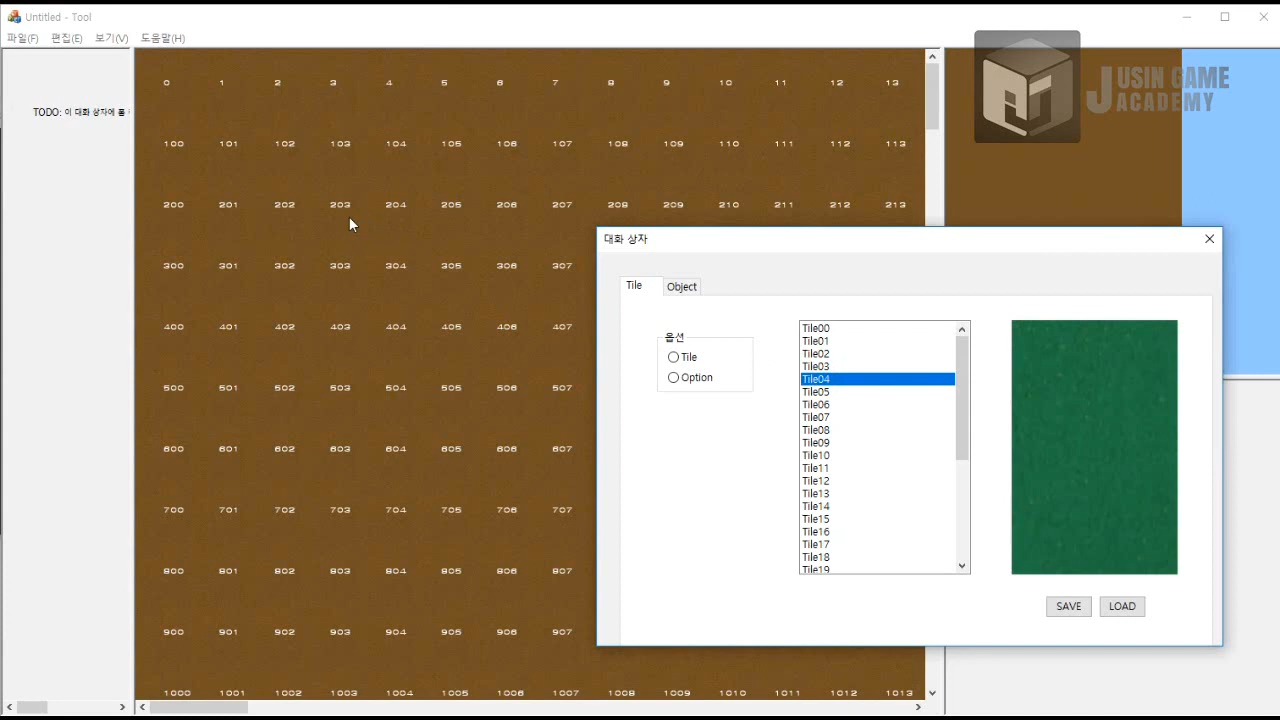 Untitled - Tool
파일(F) 편집(E) 보기(V) 도움말(H)
JUSIN GAME
ACADEMY
TODO: 이 대화 상자에 폼
0 1 2 3 4 5 6 7 8 9 10 11 12 13
100 101 102 103 104 105 106 107 108 109 110 111 112 113
200 201 202 203 204 205 206 207 208 209 210 211 212 213
300 301 302 303 304 305 306 307
400 401 402 403 404 405 406 407
500 501 502 503 504 505 506 507
600 601 602 603 604 605 606 607
700 701 702 703 704 705 706 707
800 801 802 803 804 805 806 807
900 901 902 903 904 905 906 907
1000 1001 1002 1003 1004 1005 1006 1007 1008 1009 1010 1011 1012 1013
대화 상자
Tile Object
옵션
Tile
Option
Tile00
Tile01
Tile02
Tile03
Tile04
Tile05
Tile06
Tile07
Tile08
Tile09
Tile10
Tile11
Tile12
Tile13
Tile14
Tile15
Tile16
Tile17
Tile18
Tile19
SAVE LOAD